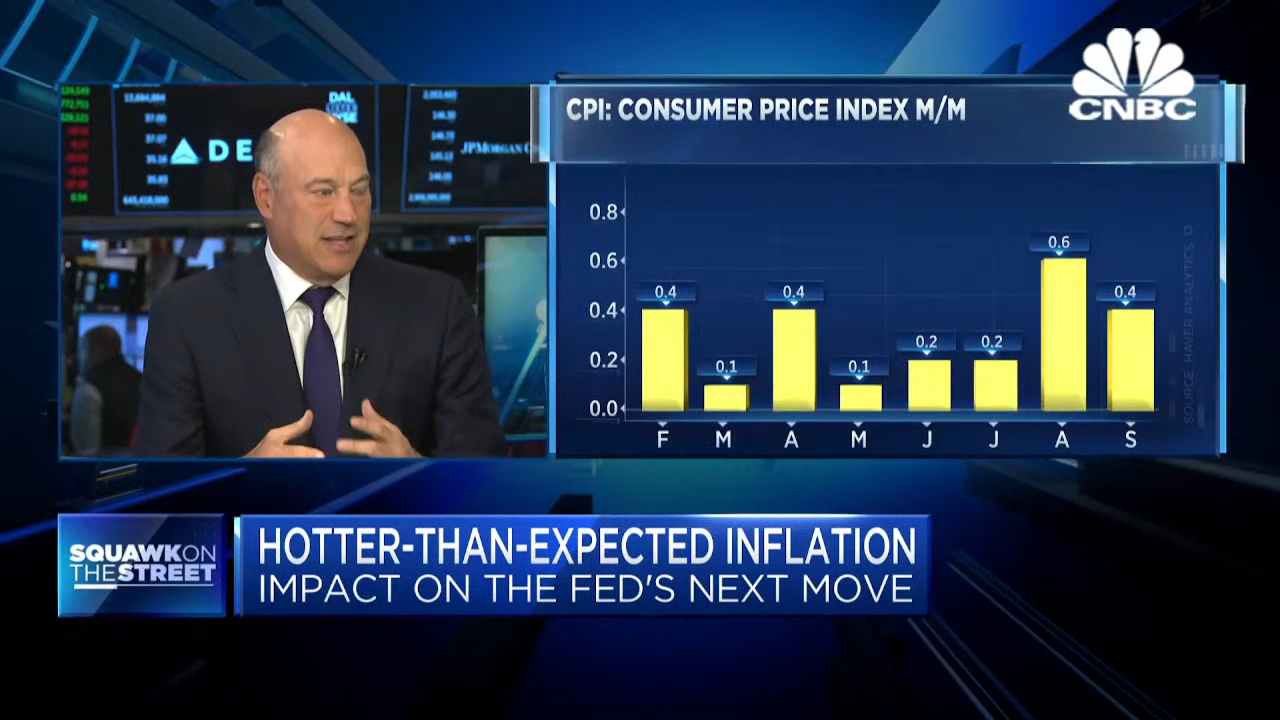 CNBC
CPI: CONSUMER PRICE INDEX M/M
DAL
DE
JPMORGAN C
0.8
0.6
0.4
0.2
0.0
0.4
0.1
0.4
0.1
0.2
0.2
0.6
0.4
F M A M J J A S
SOURCE: HAVER ANALYTICS ©
SQUAWK ON
THE STREET
HOTTER-THAN-EXPECTED INFLATION
IMPACT ON THE FED'S NEXT MOVE